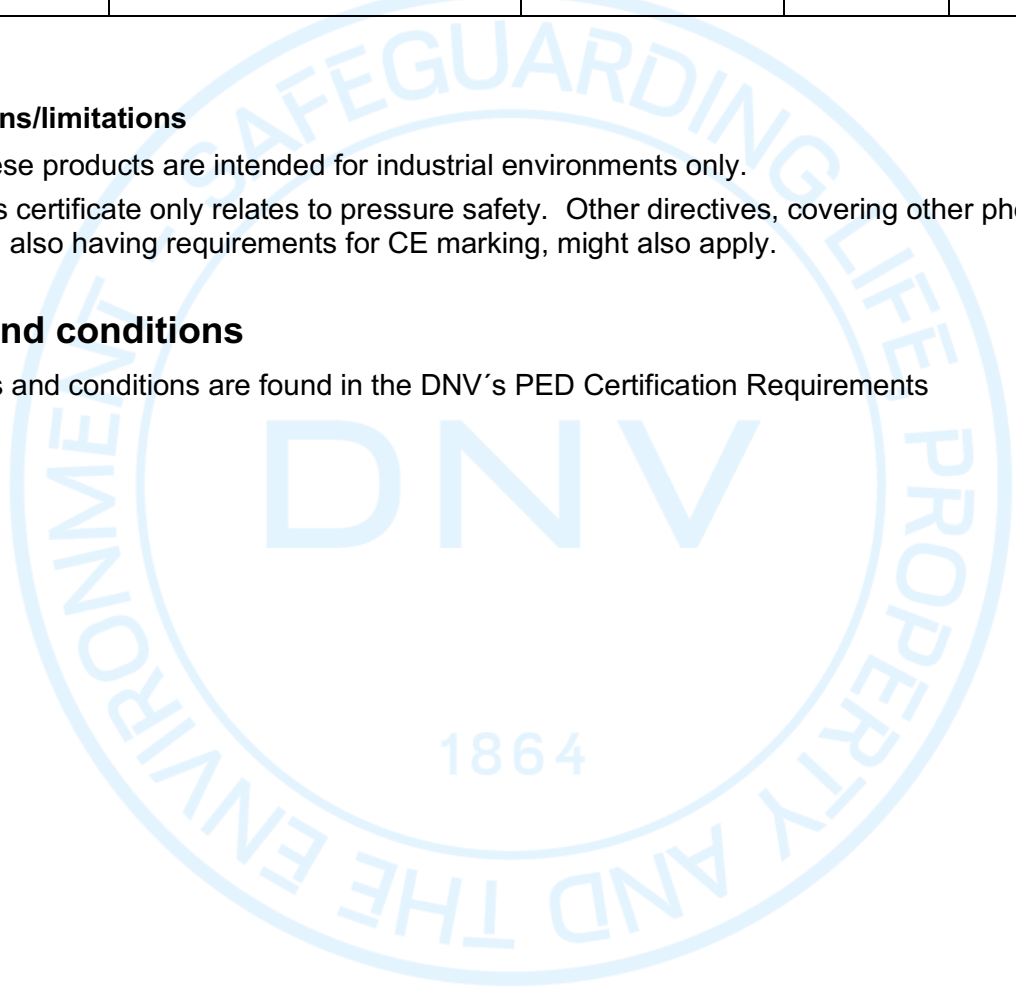 ns/limitations
ese products are intended for industrial environments only.
s certificate only relates to pressure safety.  Other directives, covering other ph
also having requirements for CE marking, might also apply.
nd conditions
s and conditions are found in the DNV´s PED Certification Requirements
SAFEGUARDING LIFE PROPERTY AND THE ENVIRONMENT
DNV
1864